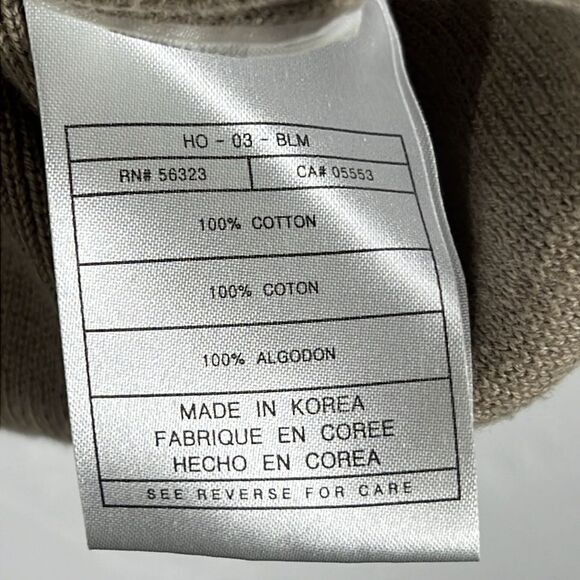 HO - 03 - BLM
RN# 56323 CA# 05553
100% COTTON
100% COTON
100% ALGODON
MADE IN KOREA
FABRIQUE EN COREE
HECHO EN COREA
SEE REVERSE FOR CARE